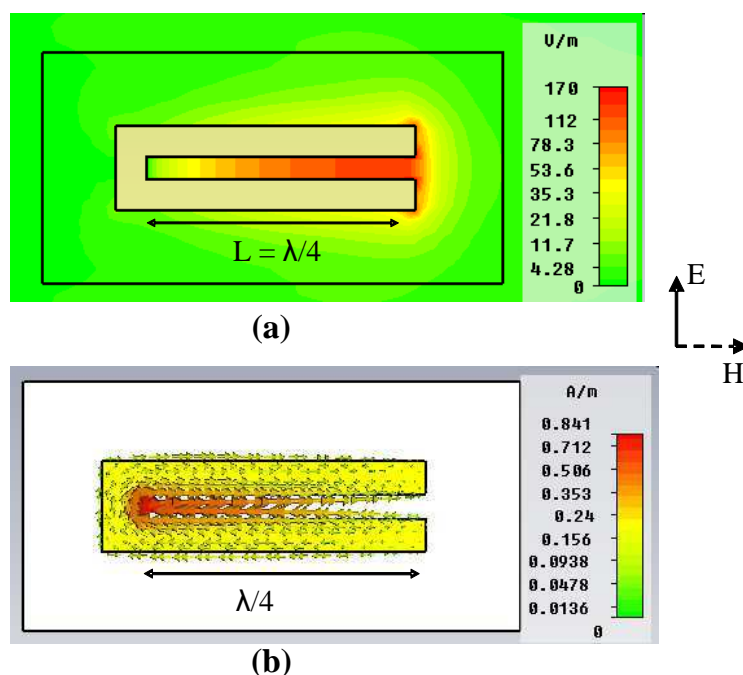 V/m
170
112
78.3
53.6
35.3
21.8
11.7
4.28
0
L = λ/4
(a)
E
H
A/m
0.841
0.712
0.506
0.353
0.24
0.156
0.0938
0.0478
0.0136
0
λ/4
(b)